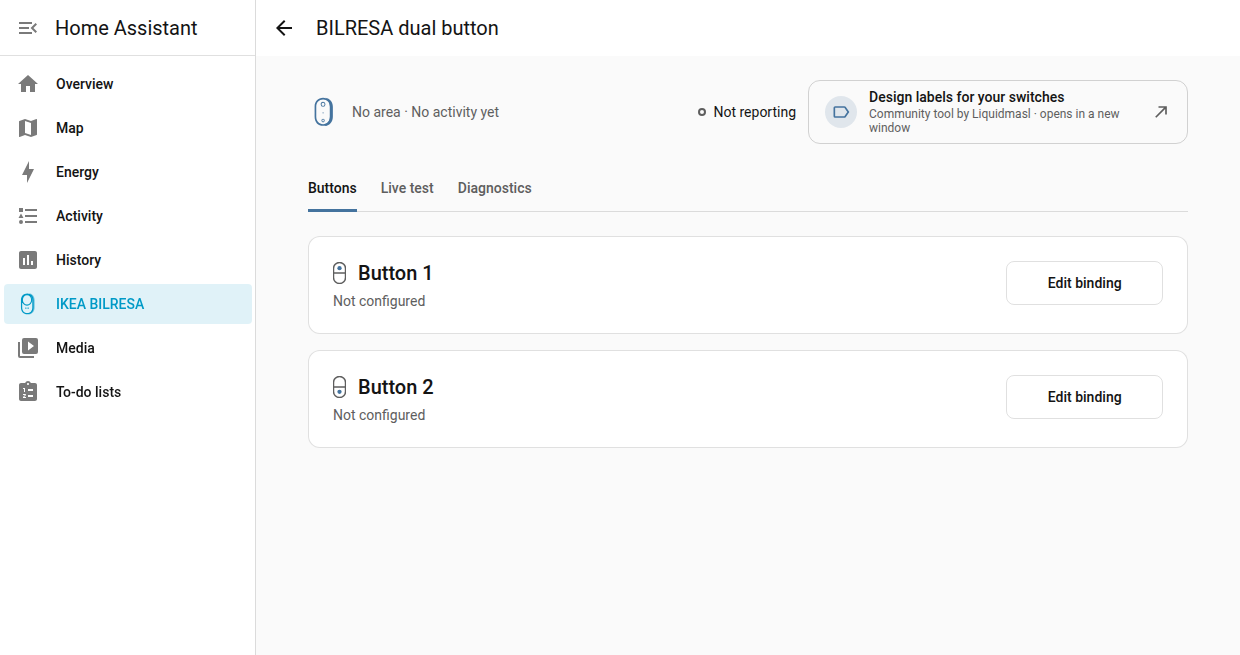 Home Assistant
BILRESA dual button
Overview
Map
Energy
Activity
History
IKEA BILRESA
Media
To-do lists
No area · No activity yet
Not reporting
Design labels for your switches
Community tool by Liquidmasl · opens in a new
window
Buttons
Live test
Diagnostics
Button 1
Not configured
Edit binding
Button 2
Not configured
Edit binding